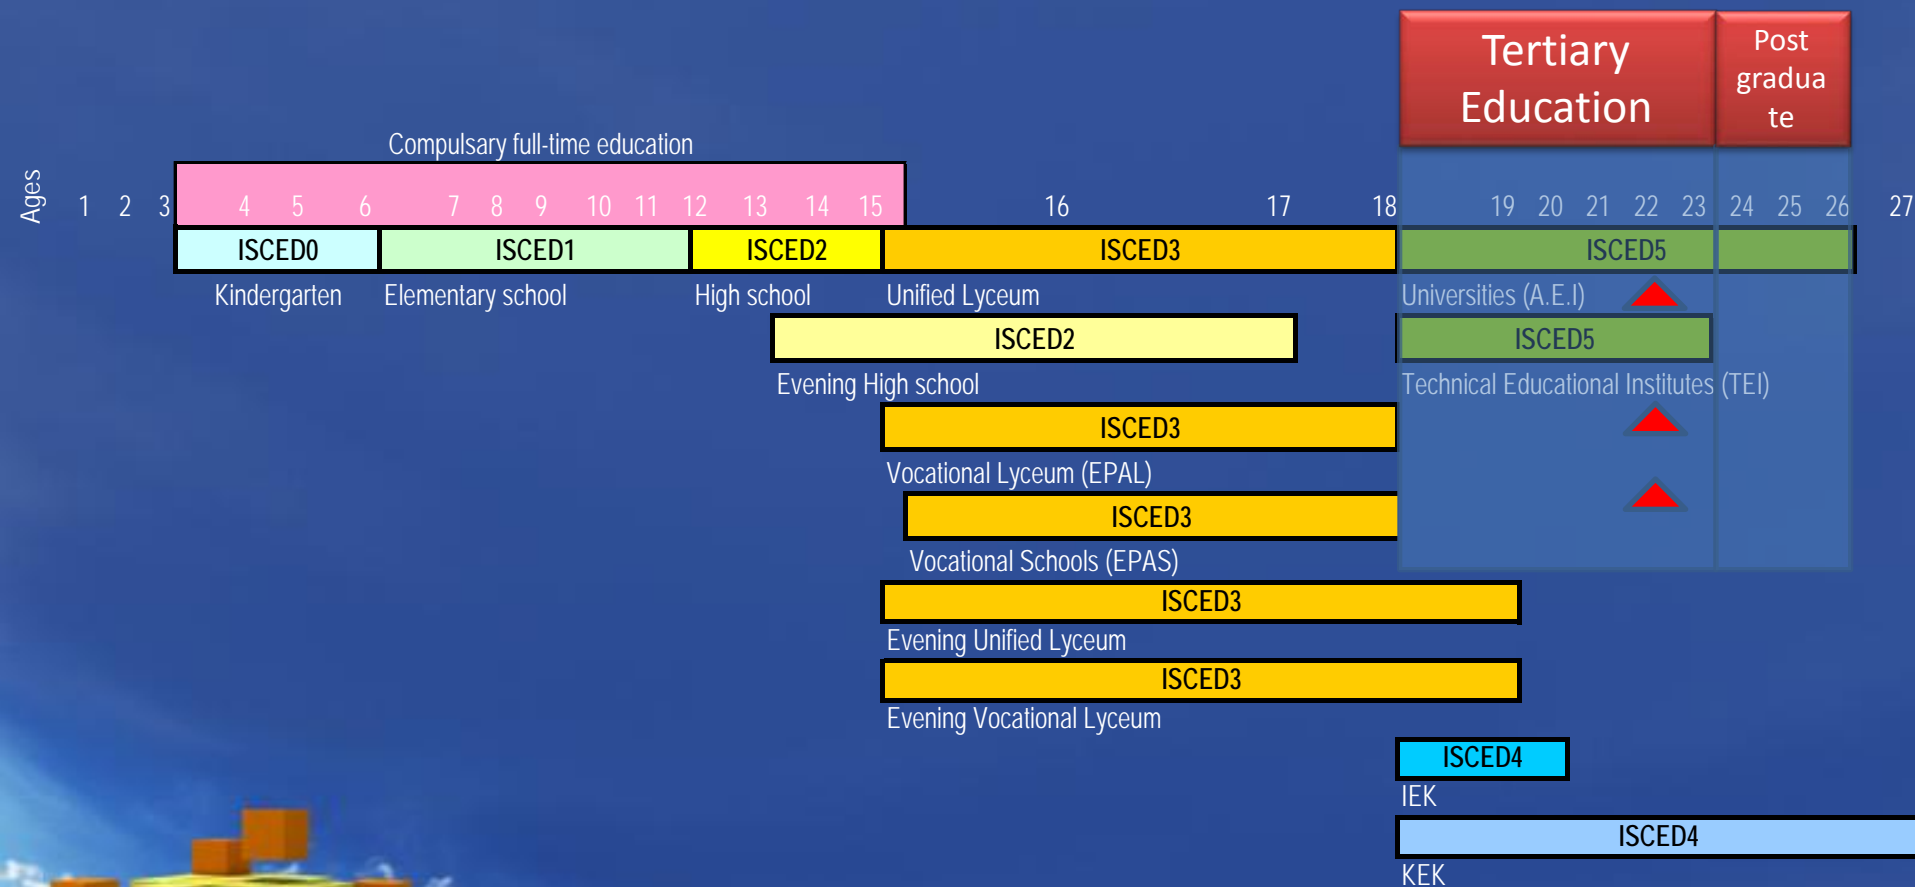 Tertiary
Education
Post
gradua
te
Compulsary full-time education
Ages 1 2 3 4 5 6 7 8 9 10 11 12 13 14 15 16 17 18 19 20 21 22 23 24 25 26 27
ISCED0 ISCED1 ISCED2 ISCED3 ISCED5
Kindergarten Elementary school High school Unified Lyceum Universities (A.E.I)
ISCED2 ISCED5
Evening High school Technical Educational Institutes (TEI)
ISCED3
Vocational Lyceum (EPAL)
ISCED3
Vocational Schools (EPAS)
ISCED3
Evening Unified Lyceum
ISCED3
Evening Vocational Lyceum
ISCED4
IEK
ISCED4
KEK